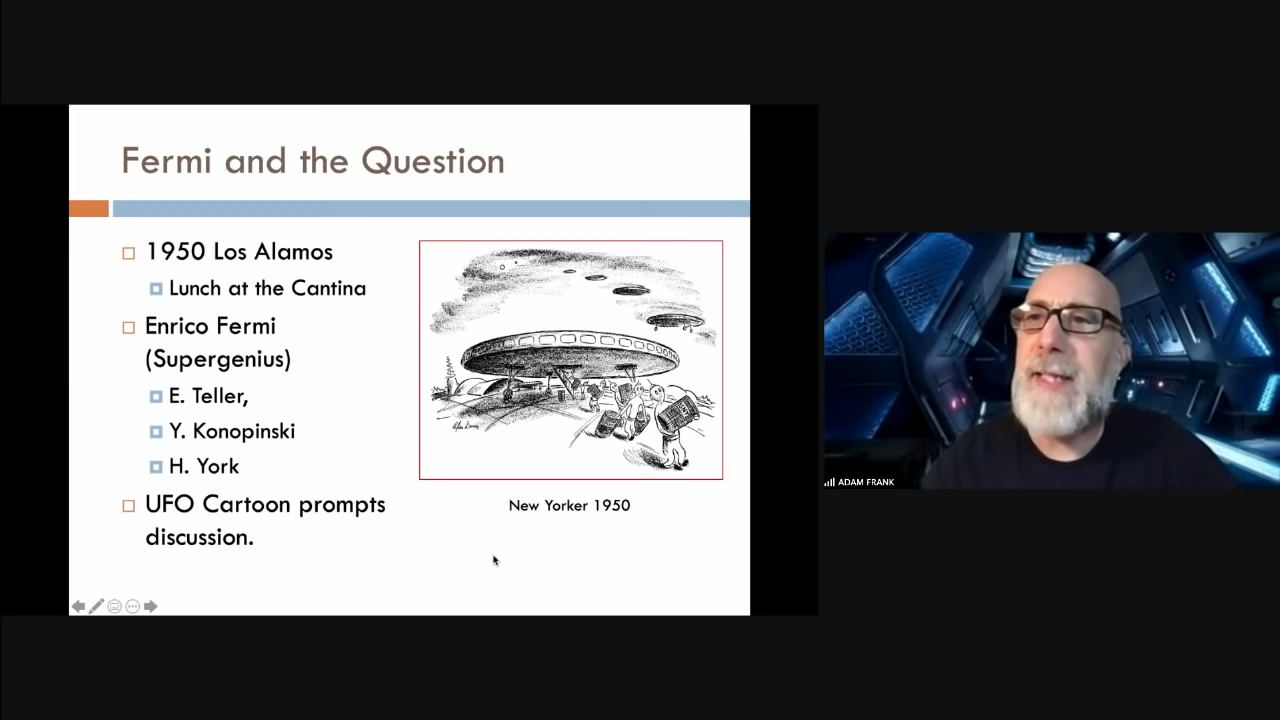 Fermi and the Question
1950 Los Alamos
Lunch at the Cantina
Enrico Fermi
(Supergenius)
E. Teller,
Y. Konopinski
H. York
UFO Cartoon prompts
discussion.
New Yorker 1950
ADAM FRANK